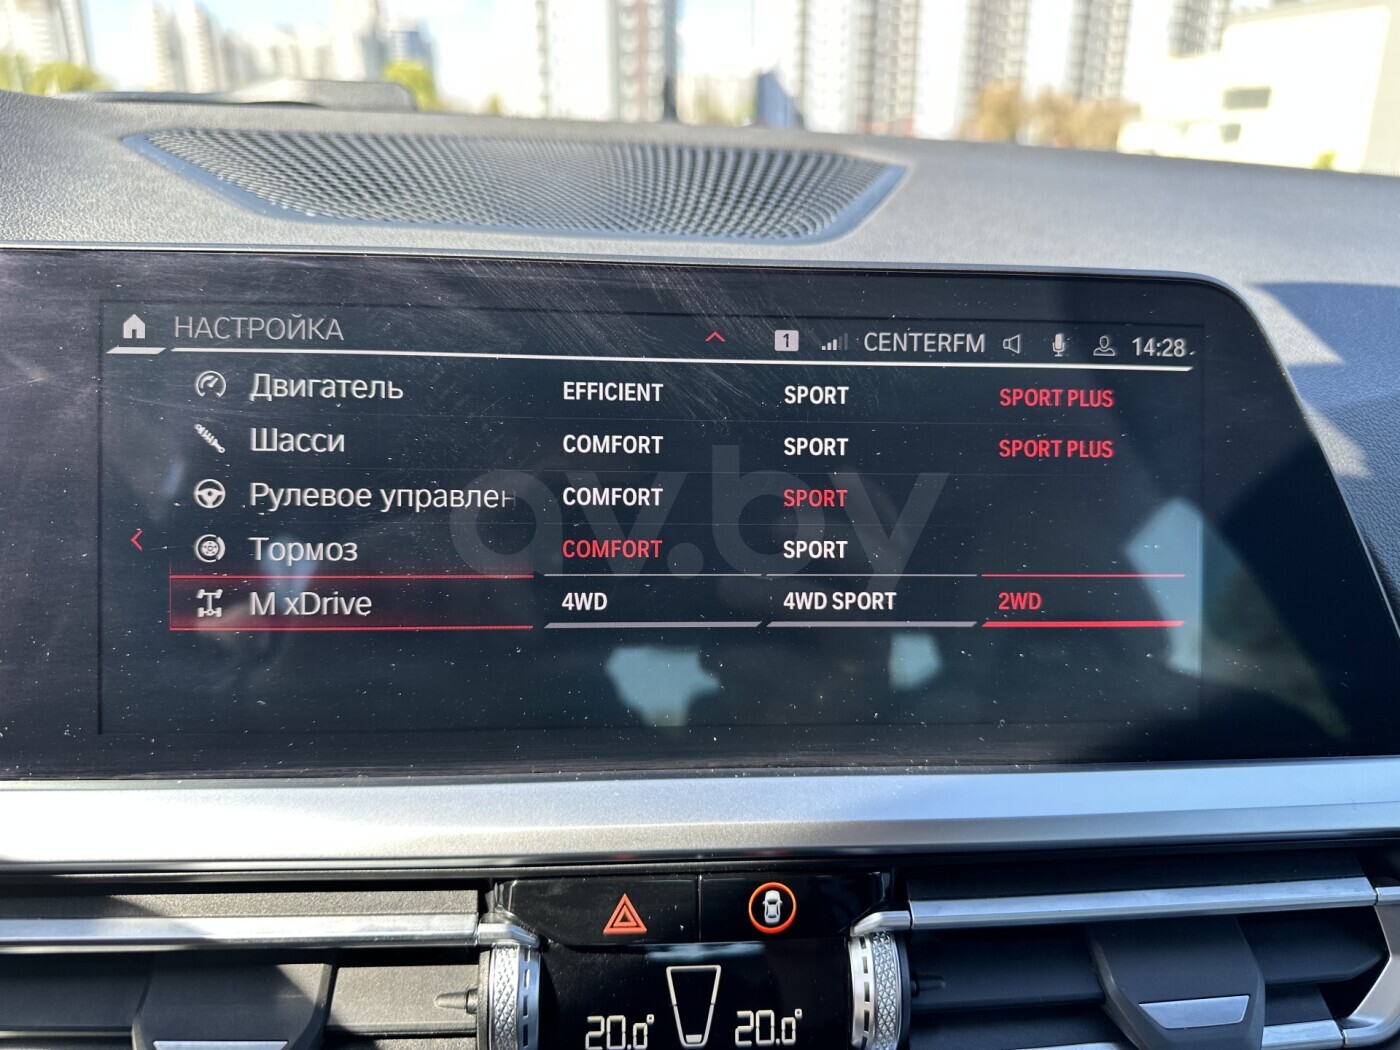 НАСТРОЙКА 1 CENTERFM 14:28
Двигатель EFFICIENT SPORT SPORT PLUS
Шасси COMFORT SPORT SPORT PLUS
Рулевое управлен COMFORT SPORT
Тормоз COMFORT SPORT
M xDrive 4WD 4WD SPORT 2WD
av.by
20.0° 20.0°